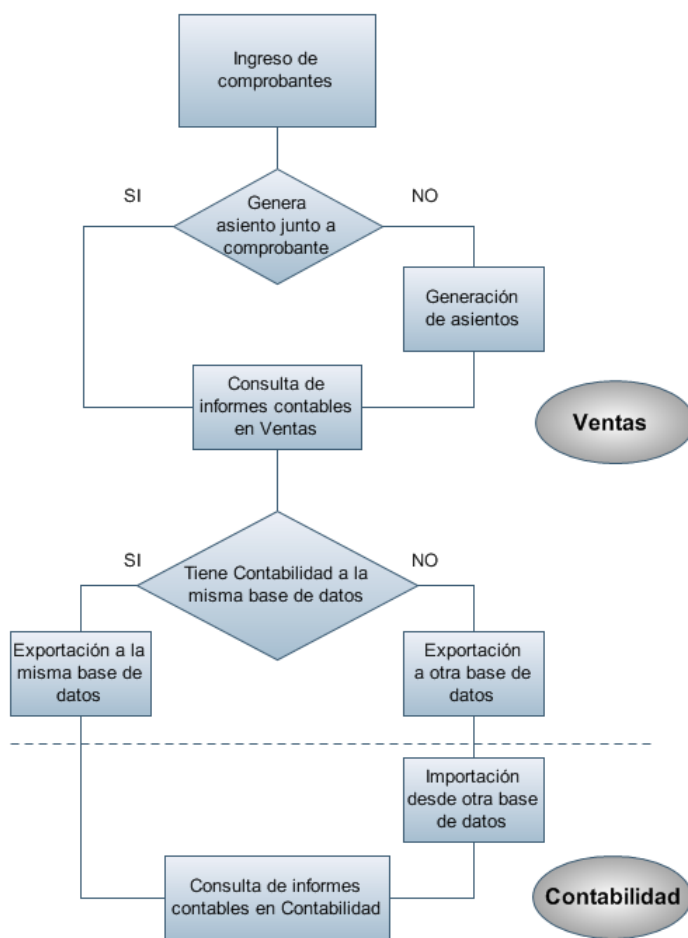 Ingreso de
comprobantes
SI
NO
Genera
asiento junto a
comprobante
Generación
de asientos
Consulta de
informes contables
en Ventas
Ventas
SI
NO
Tiene Contabilidad a la
misma base de datos
Exportación a la
misma base de
datos
Exportación
a otra base de
datos
Importación
desde otra base
de datos
Consulta de informes
contables en Contabilidad
Contabilidad